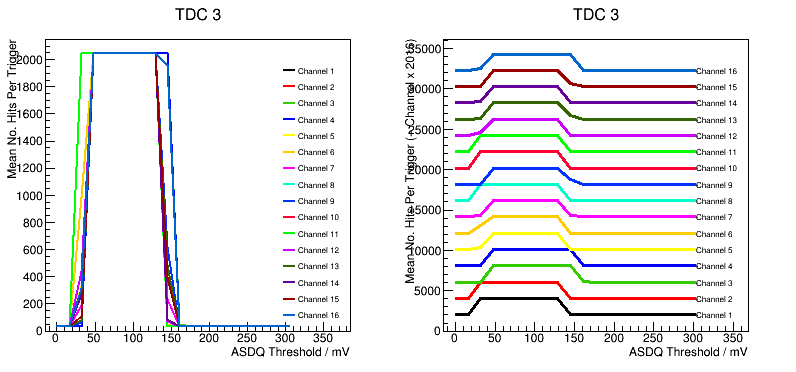 TDC 3
Mean No. Hits Per Trigger
2000
1800
1600
1400
1200
1000
800
600
400
200
0
0 50 100 150 200 250 300 350
ASDQ Threshold / mV
Channel 1
Channel 2
Channel 3
Channel 4
Channel 5
Channel 6
Channel 7
Channel 8
Channel 9
Channel 10
Channel 11
Channel 12
Channel 13
Channel 14
Channel 15
Channel 16
TDC 3
Mean No. Hits Per Trigger (+ Channel x 2016)
35000
30000
25000
20000
15000
10000
5000
0
0 50 100 150 200 250 300 350
ASDQ Threshold / mV
Channel 16
Channel 15
Channel 14
Channel 13
Channel 12
Channel 11
Channel 10
Channel 9
Channel 8
Channel 7
Channel 6
Channel 5
Channel 4
Channel 3
Channel 2
Channel 1